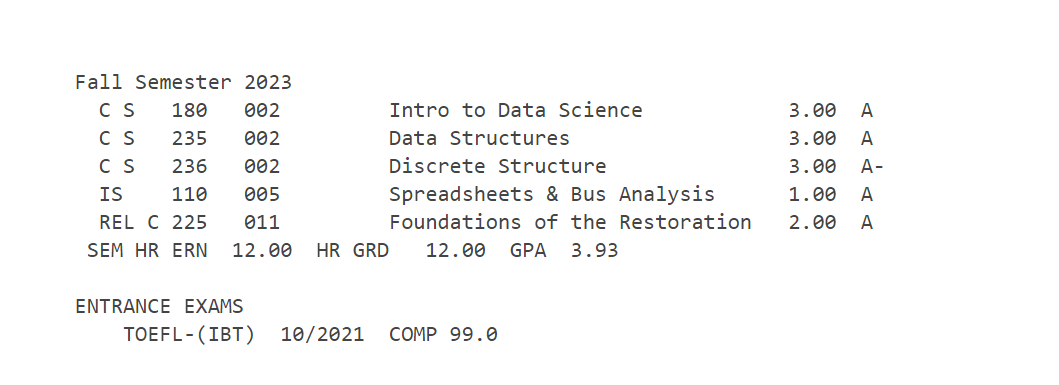 Fall Semester 2023
C S 180 002 Intro to Data Science 3.00 A
C S 235 002 Data Structures 3.00 A
C S 236 002 Discrete Structure 3.00 A-
IS 110 005 Spreadsheets & Bus Analysis 1.00 A
REL C 225 011 Foundations of the Restoration 2.00 A
SEM HR ERN 12.00 HR GRD 12.00 GPA 3.93
ENTRANCE EXAMS
TOEFL-(IBT) 10/2021 COMP 99.0